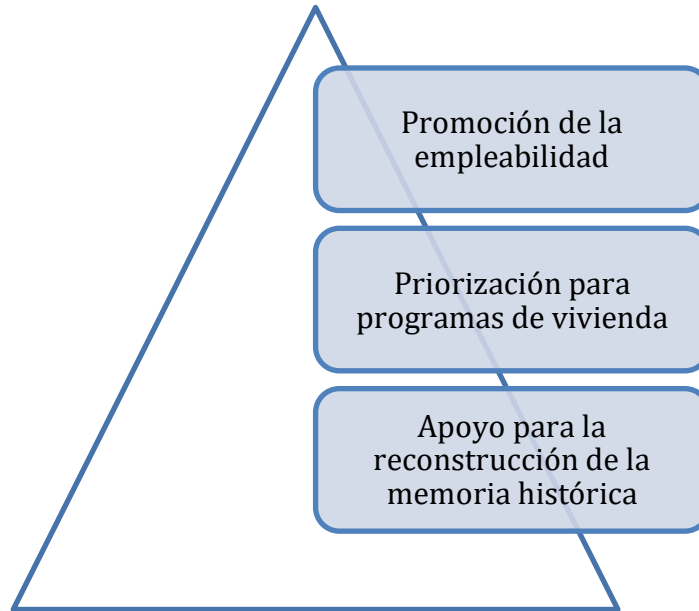 Promoción de la
empleabilidad
Priorización para
programas de vivienda
Apoyo para la
reconstrucción de la
memoria histórica